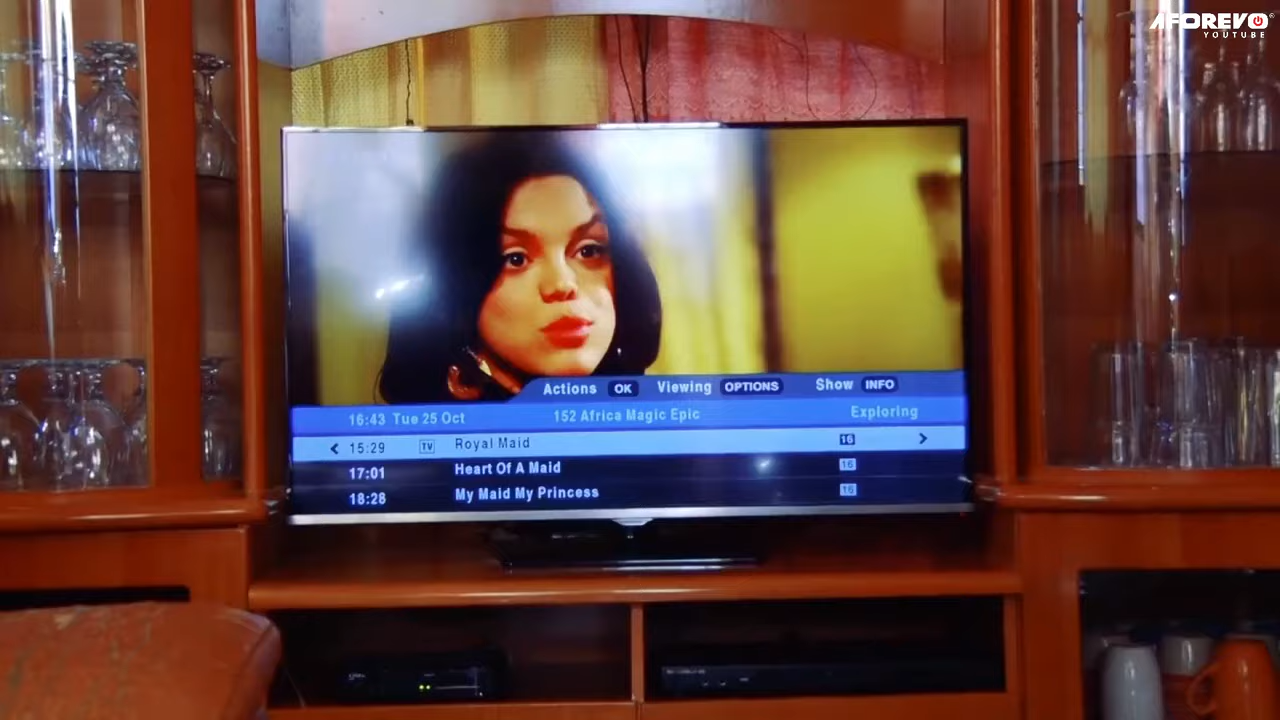 AFOREVO
YOUTUBE
Actions OK Viewing OPTIONS Show INFO
16:43 Tue 25 Oct 152 Africa Magic Epic Exploring
15:29 TV Royal Maid 16
17:01 Heart Of A Maid 16
18:28 My Maid My Princess 16